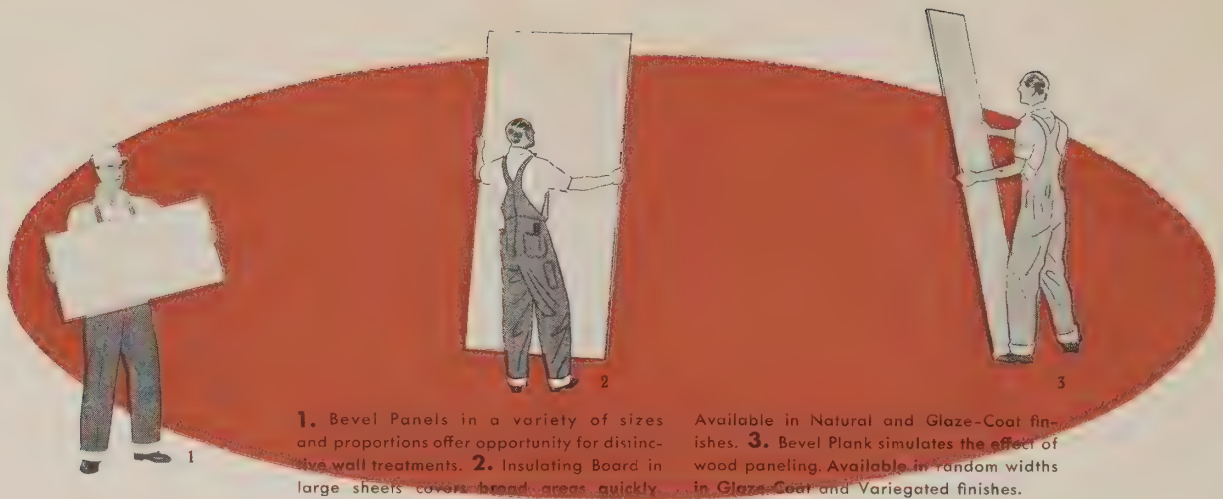 1
2
3
1. Bevel Panels in a variety of sizes
and proportions offer opportunity for distinc-
tive wall treatments. 2. Insulating Board in
large sheets covers broad areas quickly.
Available in Natural and Glaze-Coat fin-
ishes. 3. Bevel Plank simulates the effect of
wood paneling. Available in random widths
in Glaze-Coat and Variegated finishes.